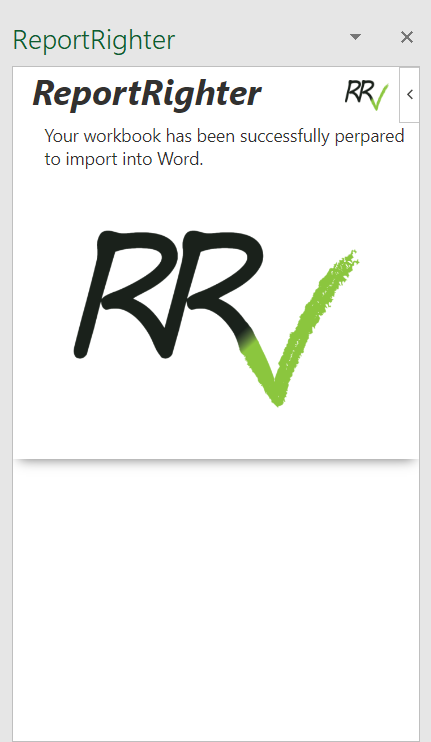 ReportRighter
ReportRighter RR
Your workbook has been successfully perpared
to import into Word.
RR